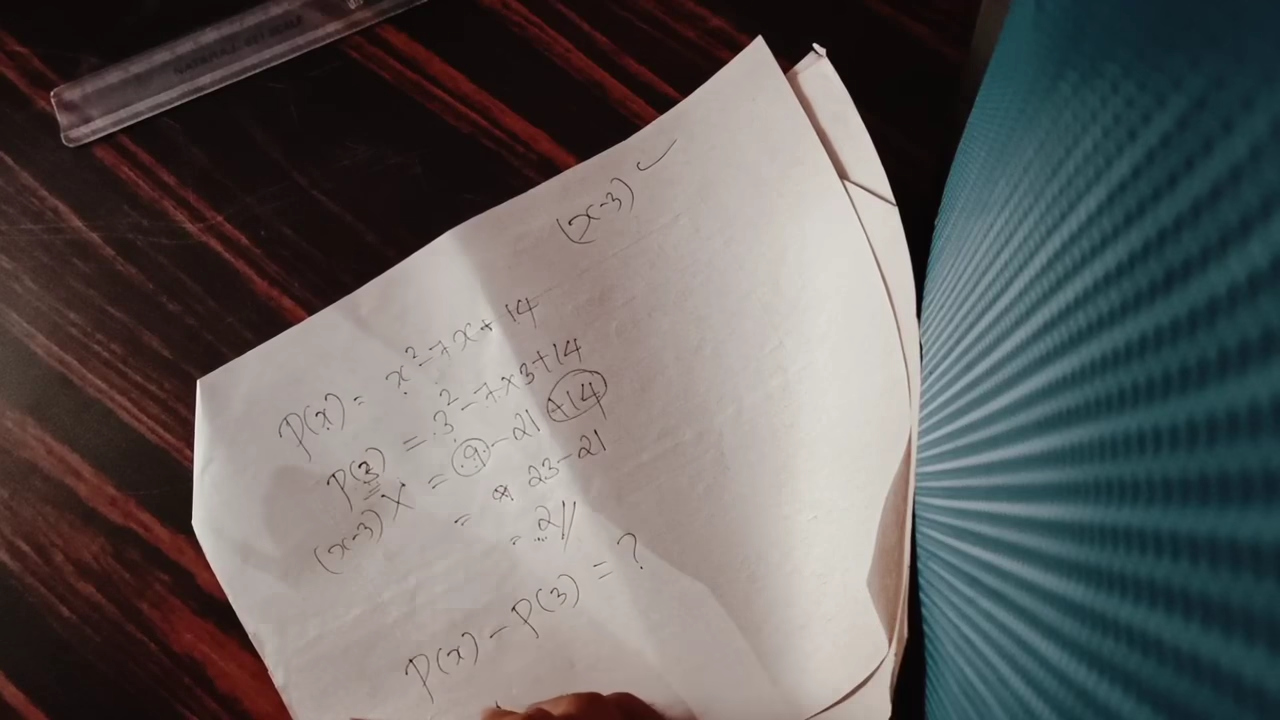 (x-3) ✓
P(x) = x²-7x+14
P(3) = 3²-7×3+14
(x-3) X = 9-21+14
= 23-21
= 2//
P(x) - P(3) = ?